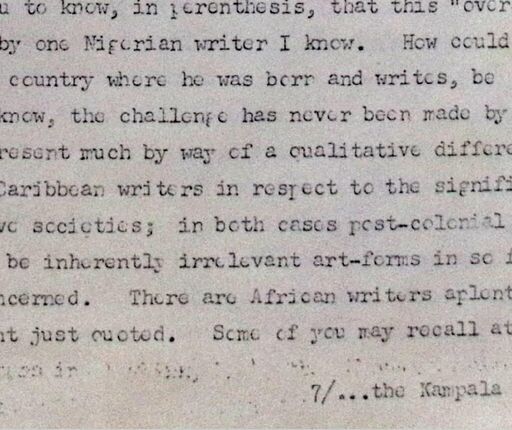 u to know, in parenthesis, that this "over
by one Nigerian writer I know. How could
country where he was born and writes, be
know, the challenge has never been made by
resent much by way of a qualitative differe
Caribbean writers in respect to the signifi
ve societies; in both cases post-colonial
be inherently irrelevant art-forms in so f
ncerned. There are African writers aplent
nt just quoted. Some of you may recall at
in
7/...the Kampala